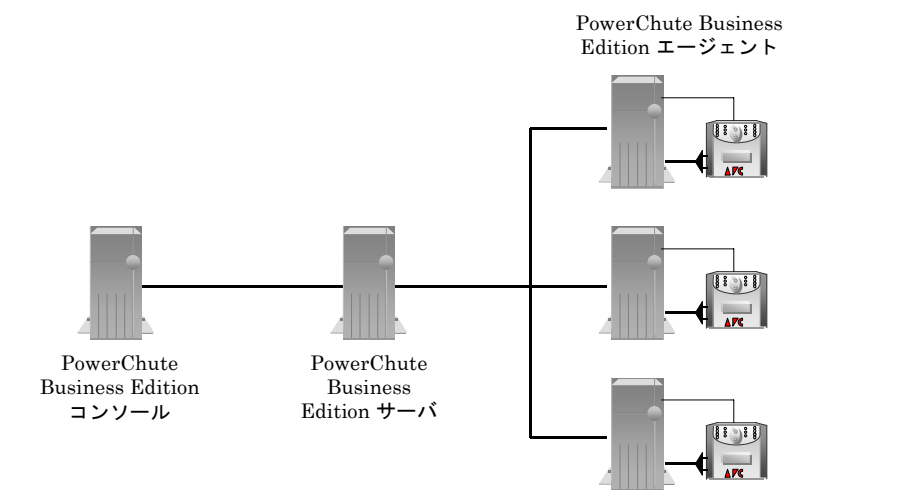 PowerChute Business
Edition エージェント
APC
APC
APC
PowerChute
Business Edition
コンソール
PowerChute
Business
Edition サーバ